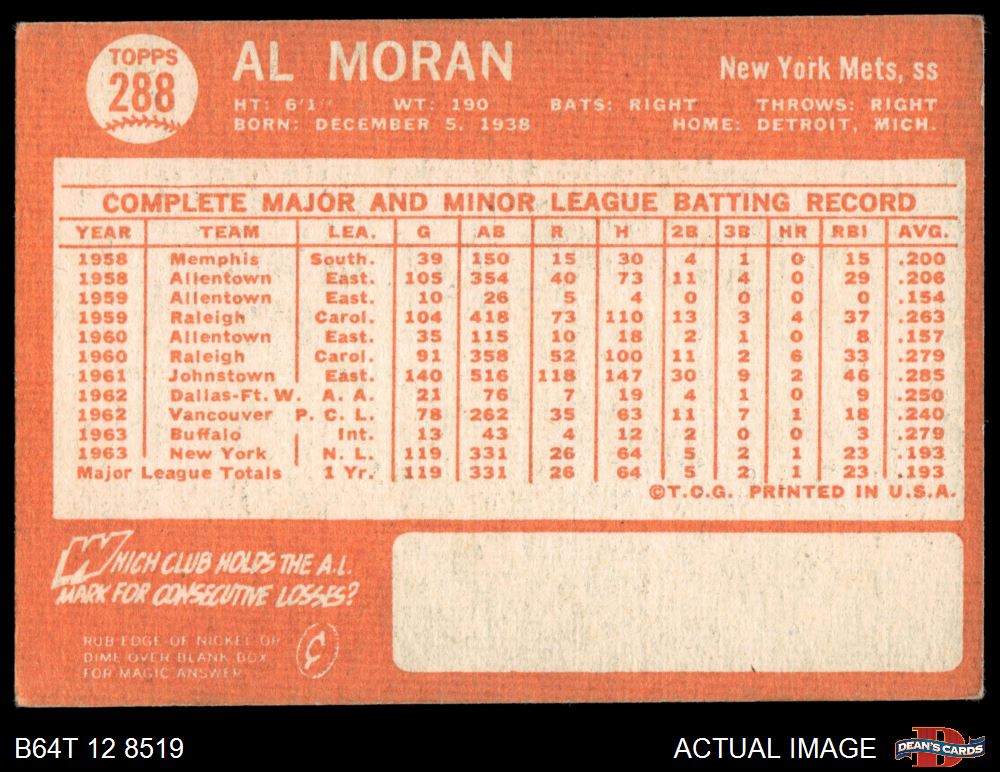 TOPPS
288
AL MORAN
New York Mets, ss
HT: 6'1" WT: 190 BATS: RIGHT THROWS: RIGHT
BORN: DECEMBER 5, 1938 HOME: DETROIT, MICH.
COMPLETE MAJOR AND MINOR LEAGUE BATTING RECORD
YEAR TEAM LEA. G AB R H 2B 3B HR RBI AVG.
1958 Memphis South. 39 150 15 30 4 1 0 15 .200
1958 Allentown East. 105 354 40 73 11 4 0 29 .206
1959 Allentown East. 10 26 5 4 0 0 0 0 .154
1959 Raleigh Carol. 104 418 73 110 13 3 4 37 .263
1960 Allentown East. 35 115 10 18 2 1 0 8 .157
1960 Raleigh Carol. 91 358 52 100 11 2 6 33 .279
1961 Johnstown East. 140 516 118 147 30 9 2 46 .285
1962 Dallas-Ft. W. A. A. 21 76 7 19 4 1 0 9 .250
1962 Vancouver P. C. L. 78 262 35 63 11 7 1 18 .240
1963 Buffalo Int. 13 43 4 12 2 0 0 3 .279
1963 New York N. L. 119 331 26 64 5 2 1 23 .193
Major League Totals 1 Yr. 119 331 26 64 5 2 1 23 .193
©T.C.G. PRINTED IN U.S.A.
WHICH CLUB HOLDS THE A.L.
MARK FOR CONSECUTIVE LOSSES?
RUB EDGE OF NICKEL OR
DIME OVER BLANK BOX
FOR MAGIC ANSWER
B64T 12 8519
ACTUAL IMAGE
D
DEAN'S CARDS